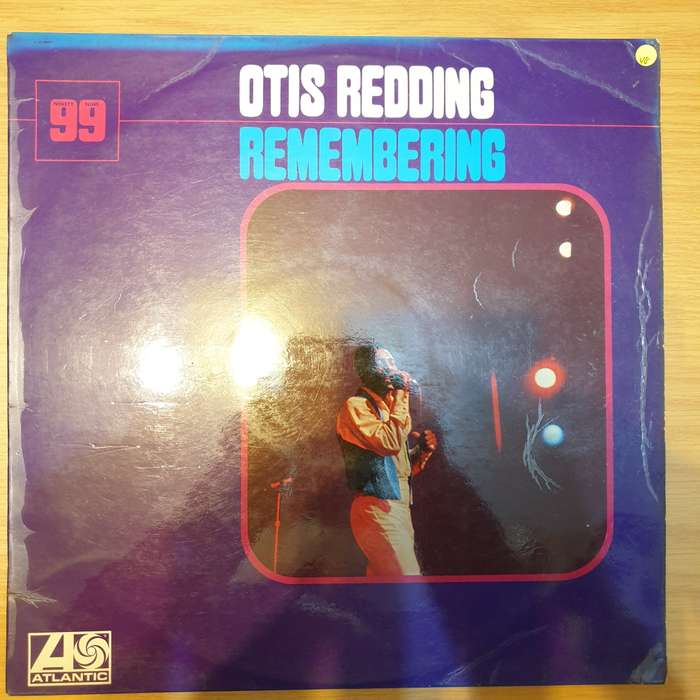 OTIS REDDING
REMEMBERING
NINETY NINE
99
ATLANTIC